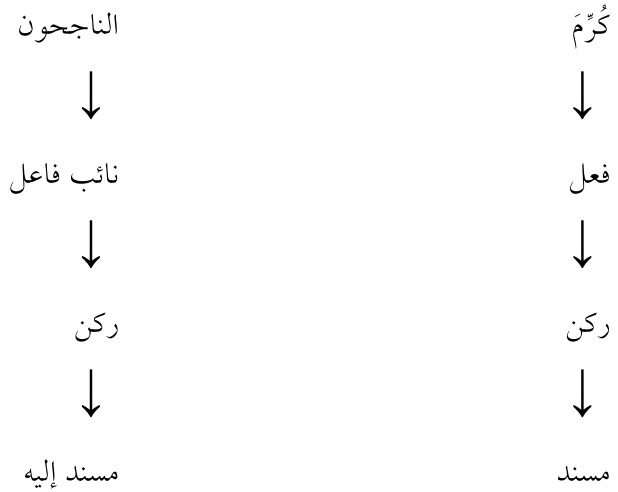 كُرِّمَ الناجحون
فعل نائب فاعل
ركن ركن
مسند مسند إليه